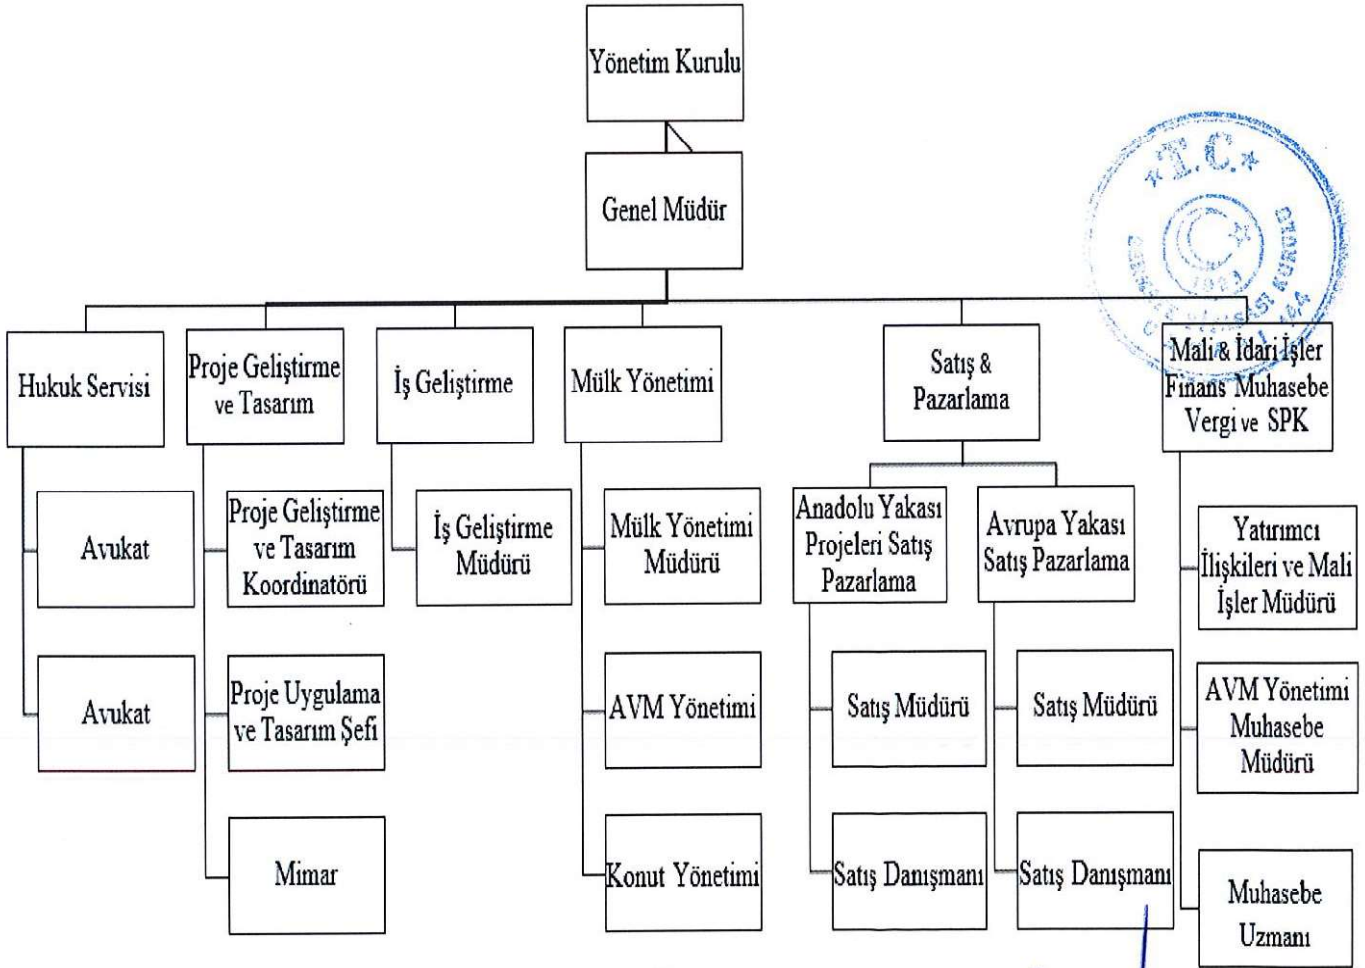 Yönetim Kurulu
Genel Müdür
T.C.
Hukuk Servisi
Proje Geliştirme
ve Tasarım
İş Geliştirme
Mülk Yönetimi
Satış &
Pazarlama
Mali & İdari İşler
Finans Muhasebe
Vergi ve SPK
Avukat
Proje Geliştirme
ve Tasarım
Koordinatörü
İş Geliştirme
Müdürü
Mülk Yönetimi
Müdürü
Anadolu Yakası
Projeleri Satış
Pazarlama
Avrupa Yakası
Satış Pazarlama
Yatırımcı
İlişkileri ve Mali
İşler Müdürü
Avukat
Proje Uygulama
ve Tasarım Şefi
AVM Yönetimi
Satış Müdürü
Satış Müdürü
AVM Yönetimi
Muhasebe
Müdürü
Mimar
Konut Yönetimi
Satış Danışmanı
Satış Danışmanı
Muhasebe
Uzmanı